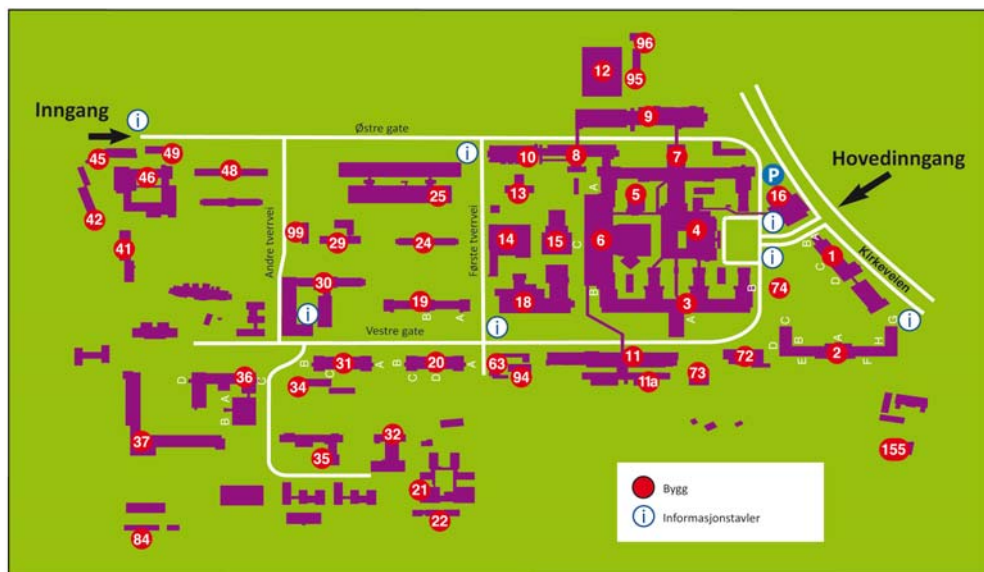 96
12
95
Inngang
i
Østre gate
9
Hovedinngang
45
49
i
10
8
7
46
48
A
P
16
42
25
13
5
Andre tverrvei
Første tverrvei
i
99
29
24
14
15
C
6
4
41
i
B
1
Kirkeveien
C
D
30
74
19
B
A
18
B
3
B
A
i
i
Vestre gate
C
G
i
D
B
A
H
2
E
F
B
31
A
B
20
A
63
11
72
C
C
D
94
11a
73
D
36
C
34
A
B
32
37
35
155
21
Bygg
22
i
Informasjonstavler
84